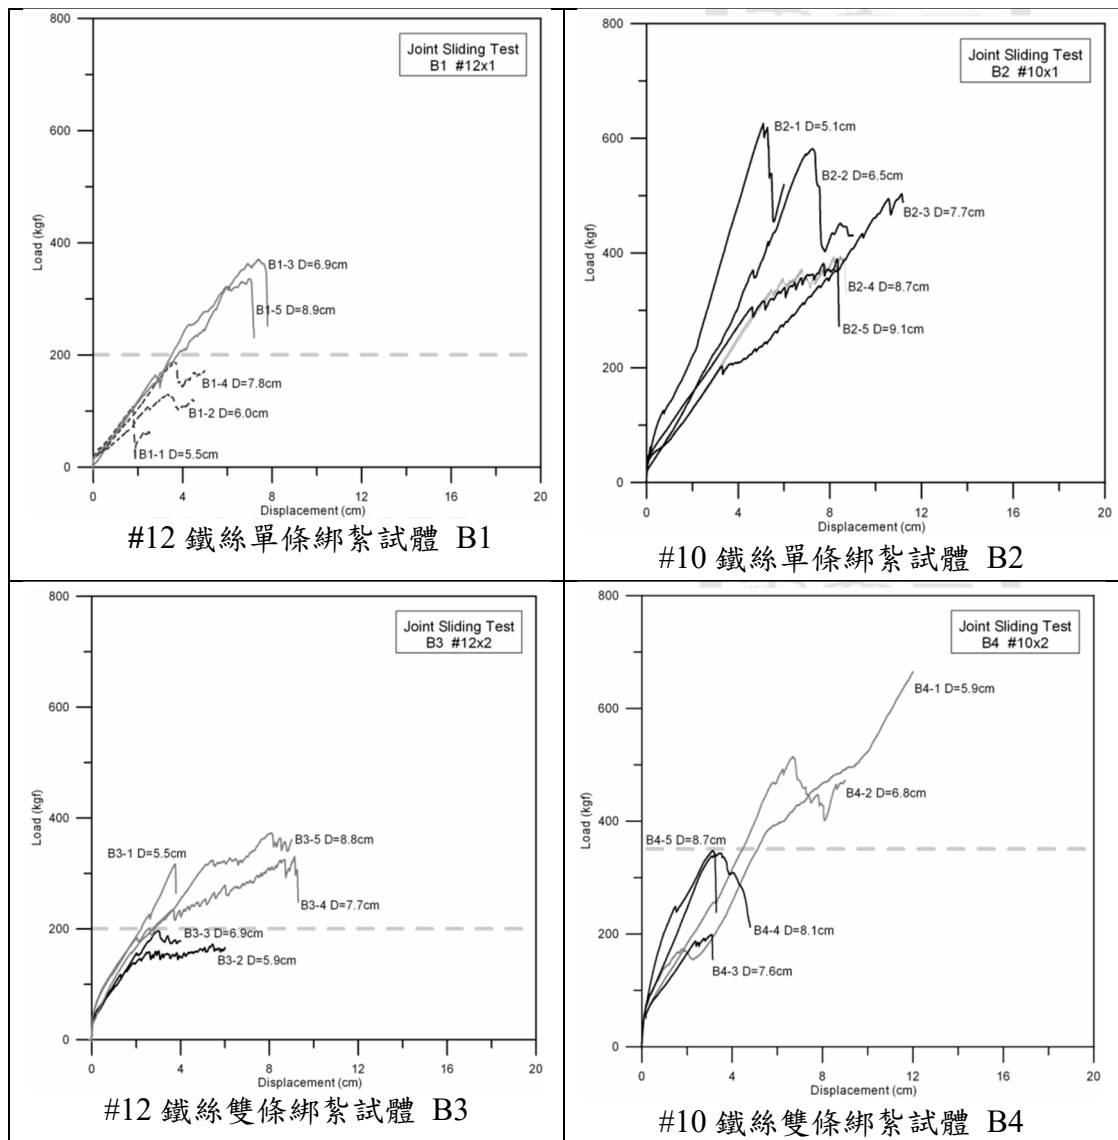 800
600
400
200
0
Load (kgf)
Joint Sliding Test
B1 #12x1
B1-3 D=6.9cm
B1-5 D=8.9cm
B1-4 D=7.8cm
B1-2 D=6.0cm
B1-1 D=5.5cm
0 4 8 12 16 20
Displacement (cm)
#12 鐵絲單條綁紮試體 B1
800
600
400
200
0
Load (kgf)
Joint Sliding Test
B2 #10x1
B2-1 D=5.1cm
B2-2 D=6.5cm
B2-3 D=7.7cm
B2-4 D=8.7cm
B2-5 D=9.1cm
0 4 8 12 16 20
Displacement (cm)
#10 鐵絲單條綁紮試體 B2
800
600
400
200
0
Load (kgf)
Joint Sliding Test
B3 #12x2
B3-5 D=8.8cm
B3-1 D=5.5cm
B3-4 D=7.7cm
B3-3 D=6.9cm
B3-2 D=5.9cm
0 4 8 12 16 20
Displacement (cm)
#12 鐵絲雙條綁紮試體 B3
800
600
400
200
0
Load (kgf)
Joint Sliding Test
B4 #10x2
B4-1 D=5.9cm
B4-2 D=6.8cm
B4-5 D=8.7cm
B4-4 D=8.1cm
B4-3 D=7.6cm
0 4 8 12 16 20
Displacement (cm)
#10 鐵絲雙條綁紮試體 B4